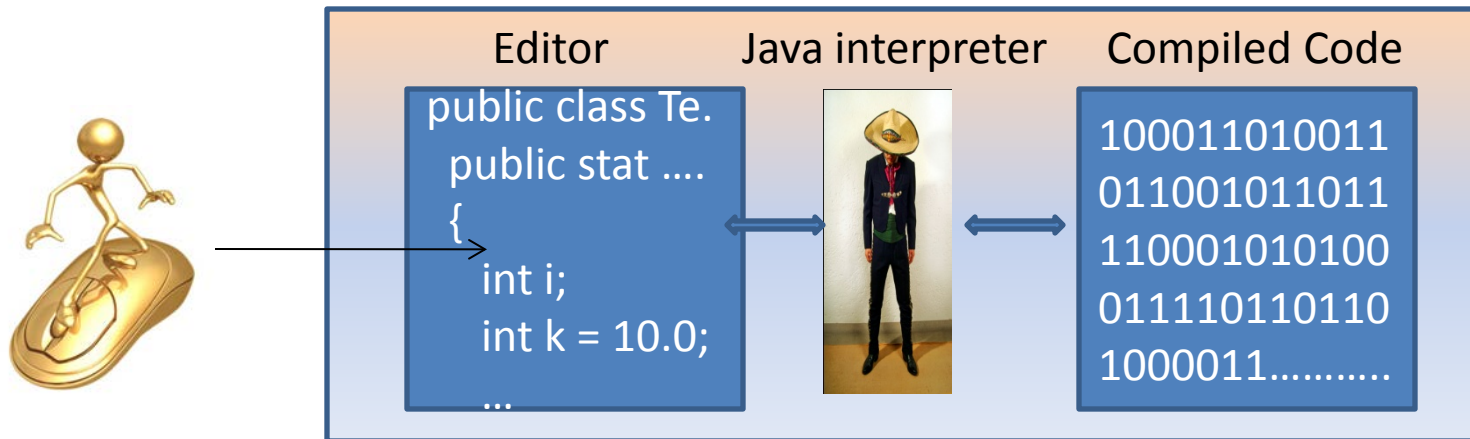 Editor
public class Te.
public stat ....
{
int i;
int k = 10.0;
...
Java interpreter
Compiled Code
100011010011
011001011011
110001010100
011110110110
1000011………..